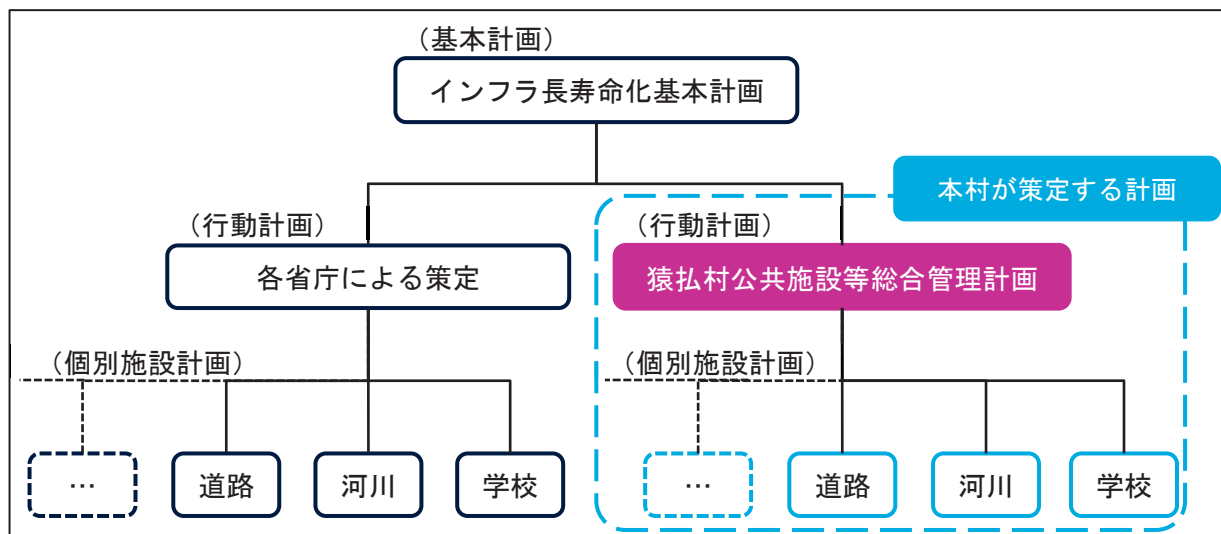 （基本計画）
インフラ長寿命化基本計画
本村が策定する計画
（行動計画）
（行動計画）
各省庁による策定
猿払村公共施設等総合管理計画
（個別施設計画）
（個別施設計画）
…
道路
河川
学校
…
道路
河川
学校